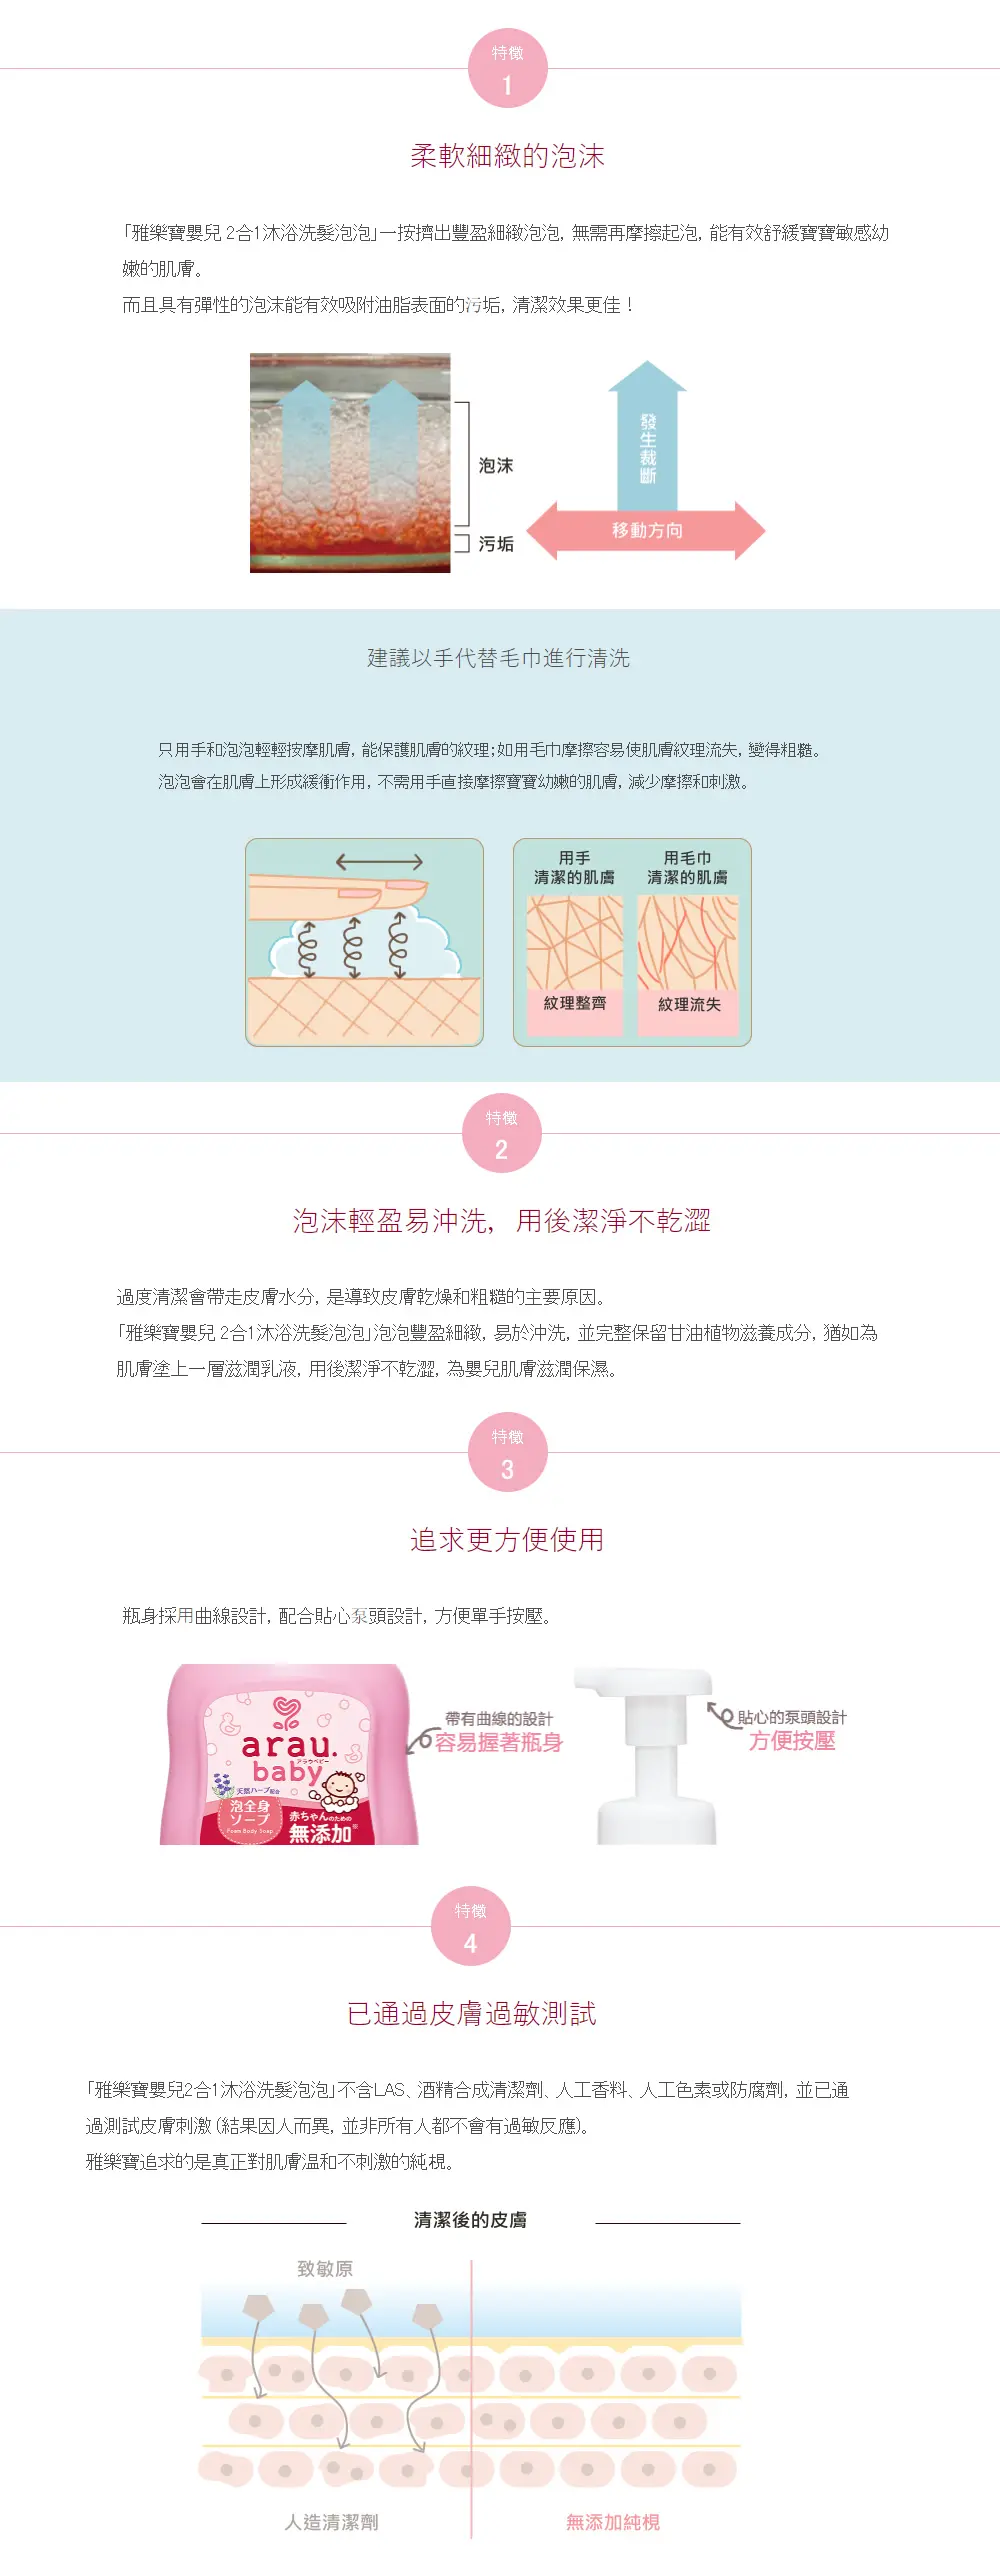 特徵
1
柔軟細緻的泡沫
「雅樂寶嬰兒 2合1沐浴洗髮泡泡」一按擠出豐盈細緻泡泡, 無需再摩擦起泡, 能有效舒緩寶寶敏感幼
嫩的肌膚。
而且具有彈性的泡沫能有效吸附油脂表面的污垢, 清潔效果更佳！
泡沫
污垢
發生裁斷
移動方向
建議以手代替毛巾進行清洗
只用手和泡泡輕輕按摩肌膚, 能保護肌膚的紋理;如用毛巾摩擦容易使肌膚紋理流失, 變得粗糙。
泡泡會在肌膚上形成緩衝作用, 不需用手直接摩擦寶寶幼嫩的肌膚, 減少摩擦和刺激。
用手
清潔的肌膚
用毛巾
清潔的肌膚
紋理整齊
紋理流失
特徵
2
泡沫輕盈易沖洗, 用後潔淨不乾澀
過度清潔會帶走皮膚水分, 是導致皮膚乾燥和粗糙的主要原因。
「雅樂寶嬰兒 2合1沐浴洗髮泡泡」泡泡豐盈細緻, 易於沖洗, 並完整保留甘油植物滋養成分, 猶如為
肌膚塗上一層滋潤乳液, 用後潔淨不乾澀, 為嬰兒肌膚滋潤保濕。
特徵
3
追求更方便使用
瓶身採用曲線設計, 配合貼心泵頭設計, 方便單手按壓。
arau.
アラウベビー
baby
天然ハーブ配合
泡全身
ソープ
Foam Body Soap
赤ちゃんのための
無添加※
帶有曲線的設計
容易握著瓶身
貼心的泵頭設計
方便按壓
特徵
4
已通過皮膚過敏測試
「雅樂寶嬰兒2合1沐浴洗髮泡泡」不含LAS、酒精合成清潔劑、人工香料、人工色素或防腐劑, 並已通
過測試皮膚刺激 (結果因人而異, 並非所有人都不會有過敏反應)。
雅樂寶追求的是真正對肌膚温和不刺激的純梘。
清潔後的皮膚
致敏原
人造清潔劑
無添加純梘